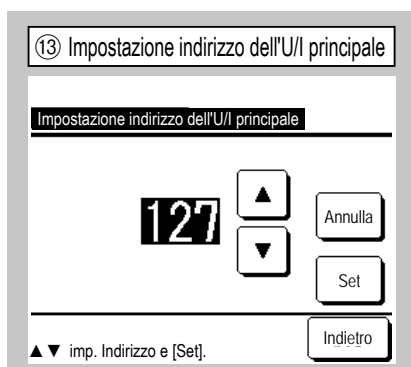 ⑬ Impostazione indirizzo dell'U/I principale
Impostazione indirizzo dell'U/I principale
127
▲
▼
Annulla
Set
▲▼ imp. Indirizzo e [Set].
Indietro